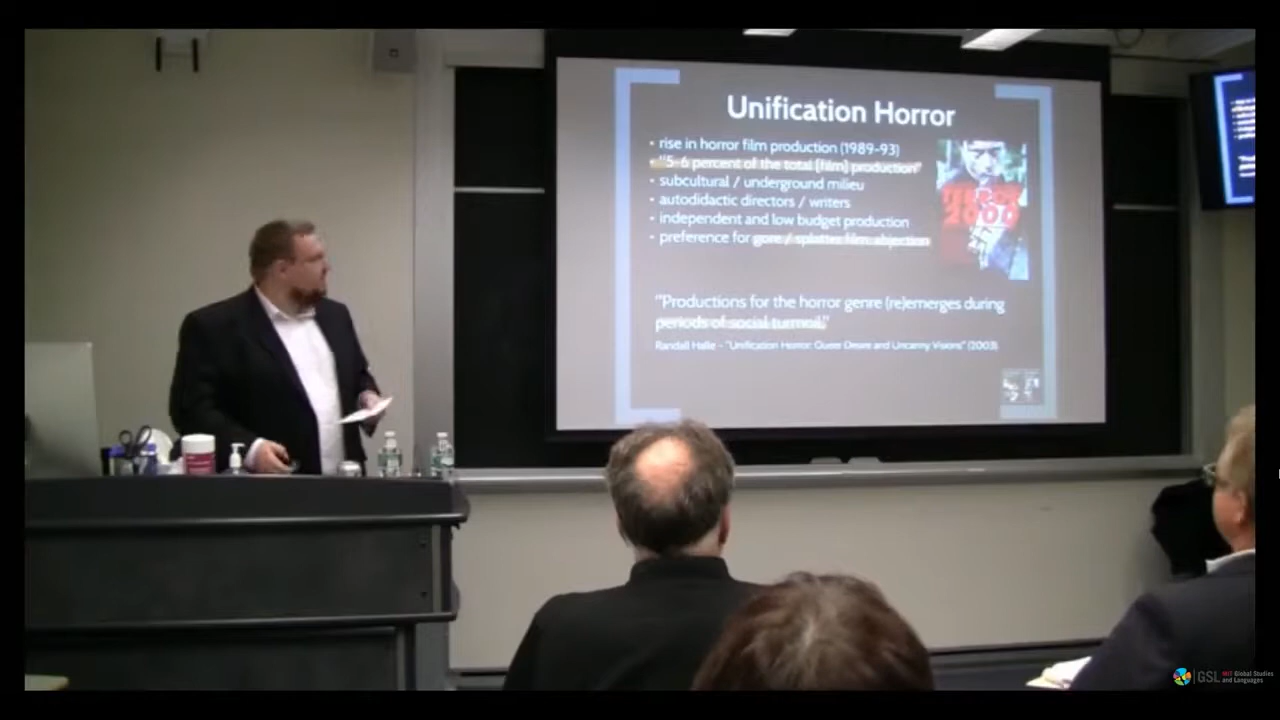 Unification Horror
• rise in horror film production (1989-93)
• "5-6 percent of the total [film] production"
• subcultural / underground milieu
• autodidactic directors / writers
• independent and low budget production
• preference for gore / splatter film abjection
TERROR
2000
"Productions for the horror genre (re)emerges during
periods of social turmoil."
Randall Halle - "Unification Horror: Queer Desire and Uncanny Visions" (2003)
GSL MIT Global Studies
and Languages